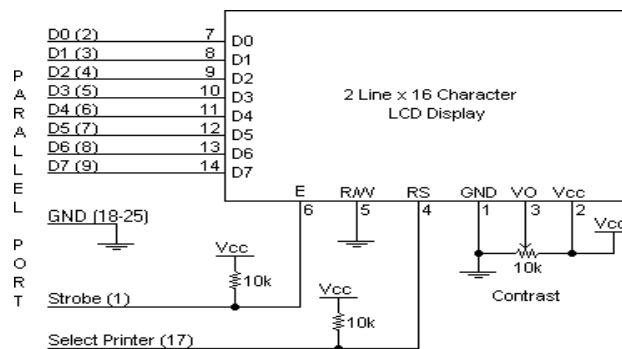 PARALLEL PORT
D0 (2) 7 D0
D1 (3) 8 D1
D2 (4) 9 D2
D3 (5) 10 D3
D4 (6) 11 D4
D5 (7) 12 D5
D6 (8) 13 D6
D7 (9) 14 D7
2 Line x 16 Character
LCD Display
E R/W RS GND VO Vcc
6 5 4 1 3 2
GND (18-25)
Vcc
Vcc
10k
10k
Contrast
Strobe (1)
Vcc
10k
Select Printer (17)